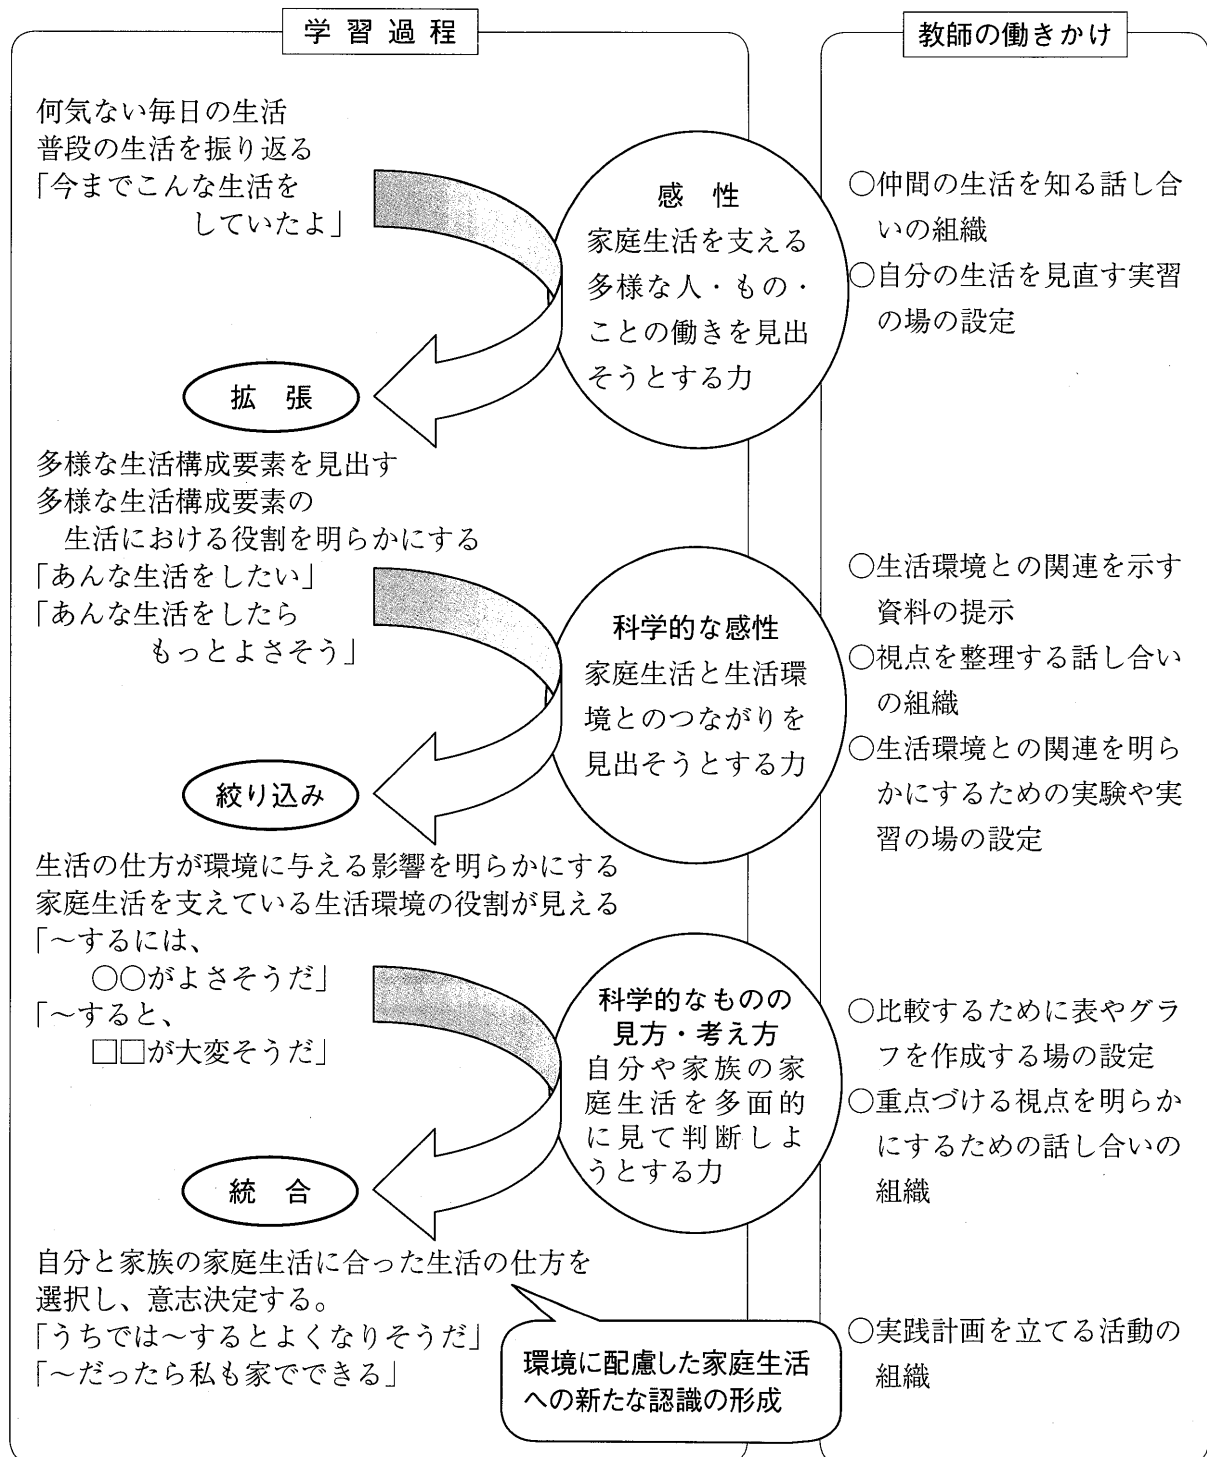 学習過程
何気ない毎日の生活
普段の生活を振り返る
「今までこんな生活を
していたよ」
感性
家庭生活を支える
多様な人・もの・
ことの働きを見出
そうとする力
拡張
多様な生活構成要素を見出す
多様な生活構成要素の
生活における役割を明らかにする
「あんな生活をしたい」
「あんな生活をしたら
もっとよさそう」
科学的な感性
家庭生活と生活環
境とのつながりを
見出そうとする力
絞り込み
生活の仕方が環境に与える影響を明らかにする
家庭生活を支えている生活環境の役割が見える
「～するには、
○○がよさそうだ」
「～すると、
□□が大変そうだ」
科学的なものの
見方・考え方
自分や家族の家
庭生活を多面的
に見て判断しよ
うとする力
統合
自分と家族の家庭生活に合った生活の仕方を
選択し、意志決定する。
「うちでは～するとよくなりそうだ」
「～だったら私も家でできる」
環境に配慮した家庭生活
への新たな認識の形成
教師の働きかけ
○仲間の生活を知る話し合
いの組織
○自分の生活を見直す実習
の場の設定
○生活環境との関連を示す
資料の提示
○視点を整理する話し合い
の組織
○生活環境との関連を明ら
かにするための実験や実
習の場の設定
○比較するために表やグラ
フを作成する場の設定
○重点づける視点を明らか
にするための話し合いの
組織
○実践計画を立てる活動の
組織